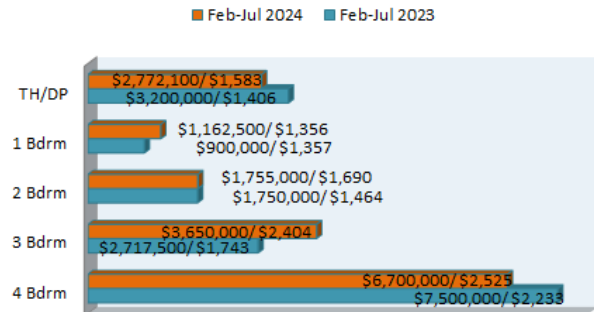 Feb-Jul 2024 Feb-Jul 2023
TH/DP
$2,772,100/$1,583
$3,200,000/$1,406
1 Bdrm
$1,162,500/$1,356
$900,000/$1,357
2 Bdrm
$1,755,000/$1,690
$1,750,000/$1,464
3 Bdrm
$3,650,000/$2,404
$2,717,500/$1,743
4 Bdrm
$6,700,000/$2,525
$7,500,000/$2,233